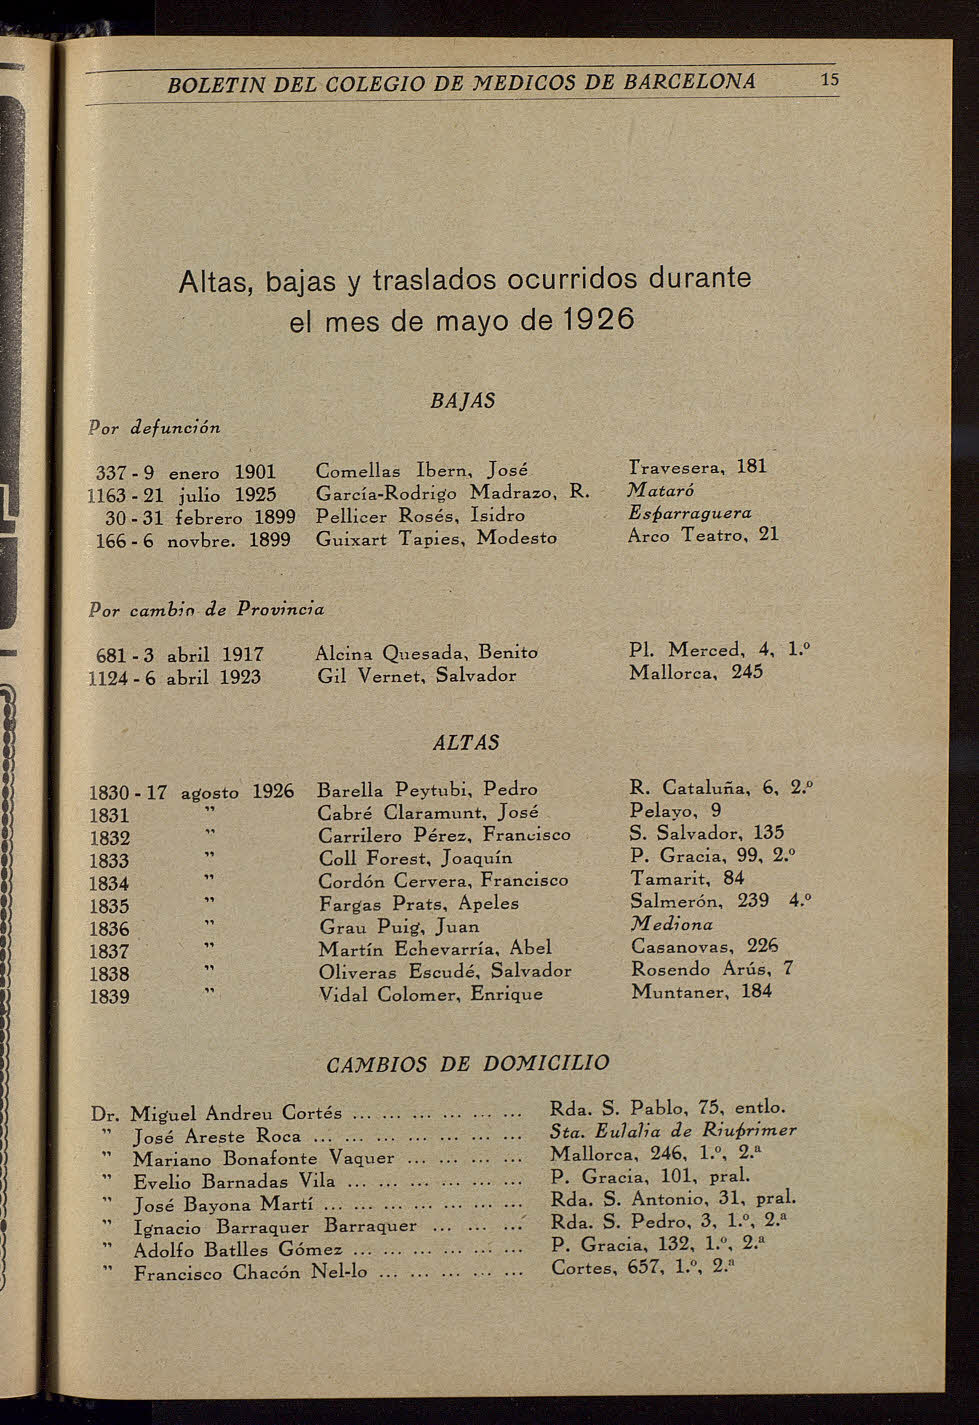 BOLETIN DEL COLEGIO DE MEDICOS DE BARCELONA 15
Altas, bajas y traslados ocurridos durante
el mes de mayo de 1926
BAJAS
Por defunción
337 - 9 enero 1901 Comellas Ibern, José Travesera, 181
1163 - 21 julio 1925 García-Rodrigo Madrazo, R. Mataró
30 - 31 febrero 1899 Pellicer Rosés, Isidro Esparraguera
166 - 6 novbre. 1899 Guixart Tapies, Modesto Arco Teatro, 21
Por cambio de Provincia
681 - 3 abril 1917 Alcina Quesada, Benito Pl. Merced, 4, 1.º
1124 - 6 abril 1923 Gil Vernet, Salvador Mallorca, 245
ALTAS
1830 - 17 agosto 1926 Barella Peytubi, Pedro R. Cataluña, 6, 2.º
1831 " Cabré Claramunt, José Pelayo, 9
1832 " Carrilero Pérez, Francisco S. Salvador, 135
1833 " Coll Forest, Joaquín P. Gracia, 99, 2.º
1834 " Cordón Cervera, Francisco Tamarit, 84
1835 " Fargas Prats, Apeles Salmerón, 239 4.º
1836 " Grau Puig, Juan Mediona
1837 " Martín Echevarría, Abel Casanovas, 226
1838 " Oliveras Escudé, Salvador Rosendo Arús, 7
1839 " Vidal Colomer, Enrique Muntaner, 184
CAMBIOS DE DOMICILIO
Dr. Miguel Andreu Cortés ... ... ... ... ... ... Rda. S. Pablo, 75, entlo.
" José Areste Roca ... ... ... ... ... ... ... Sta. Eulalia de Riuprimer
" Mariano Bonafonte Vaquer ... ... ... ... Mallorca, 246, 1.º, 2.ª
" Evelio Barnadas Vila ... ... ... ... ... ... P. Gracia, 101, pral.
" José Bayona Martí ... ... ... ... ... ... ... Rda. S. Antonio, 31, pral.
" Ignacio Barraquer Barraquer ... ... ... Rda. S. Pedro, 3, 1.º, 2.ª
" Adolfo Batlles Gómez ... ... ... ... ... ... P. Gracia, 132, 1.º, 2.ª
" Francisco Chacón Nel-lo ... ... ... ... ... Cortes, 657, 1.º, 2.ª